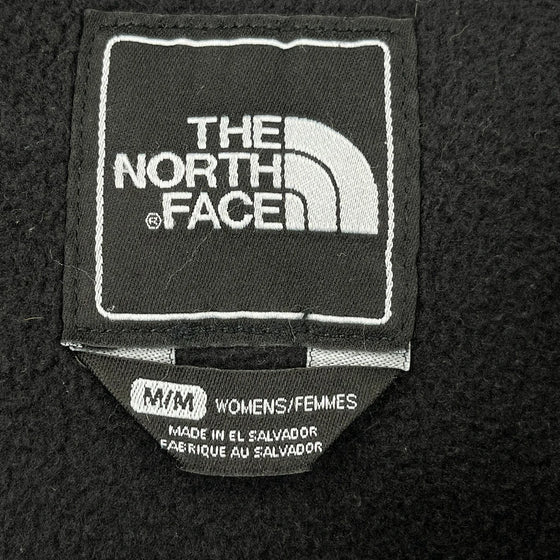 THE
NORTH
® FACE
M/M WOMENS/FEMMES
MADE IN EL SALVADOR
FABRIQUE AU SALVADOR